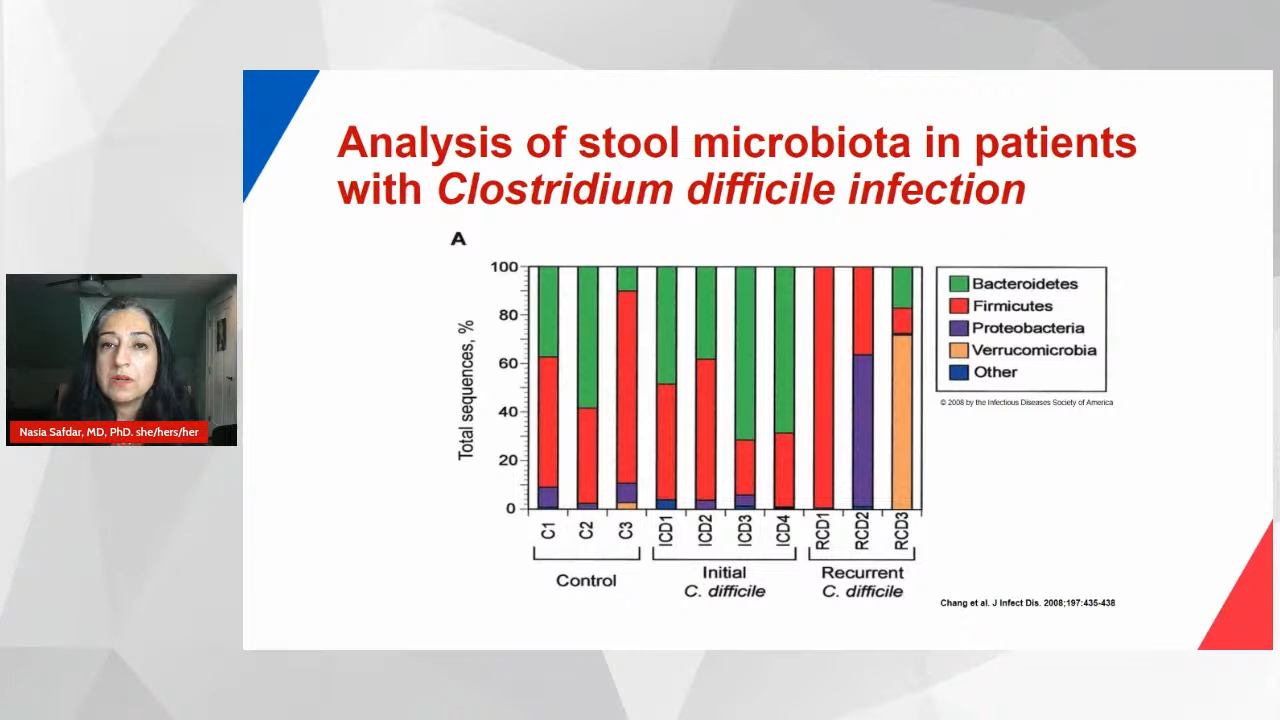 Analysis of stool microbiota in patients
with Clostridium difficile infection
A
Total sequences, %
100
80
60
40
20
0
C1
C2
C3
ICD1
ICD2
ICD3
ICD4
RCD1
RCD2
RCD3
Control
Initial
C. difficile
Recurrent
C. difficile
Bacteroidetes
Firmicutes
Proteobacteria
Verrucomicrobia
Other
© 2008 by the Infectious Diseases Society of America
Chang et al. J Infect Dis. 2008;197:435-438
Nasia Safdar, MD, PhD. she/hers/her